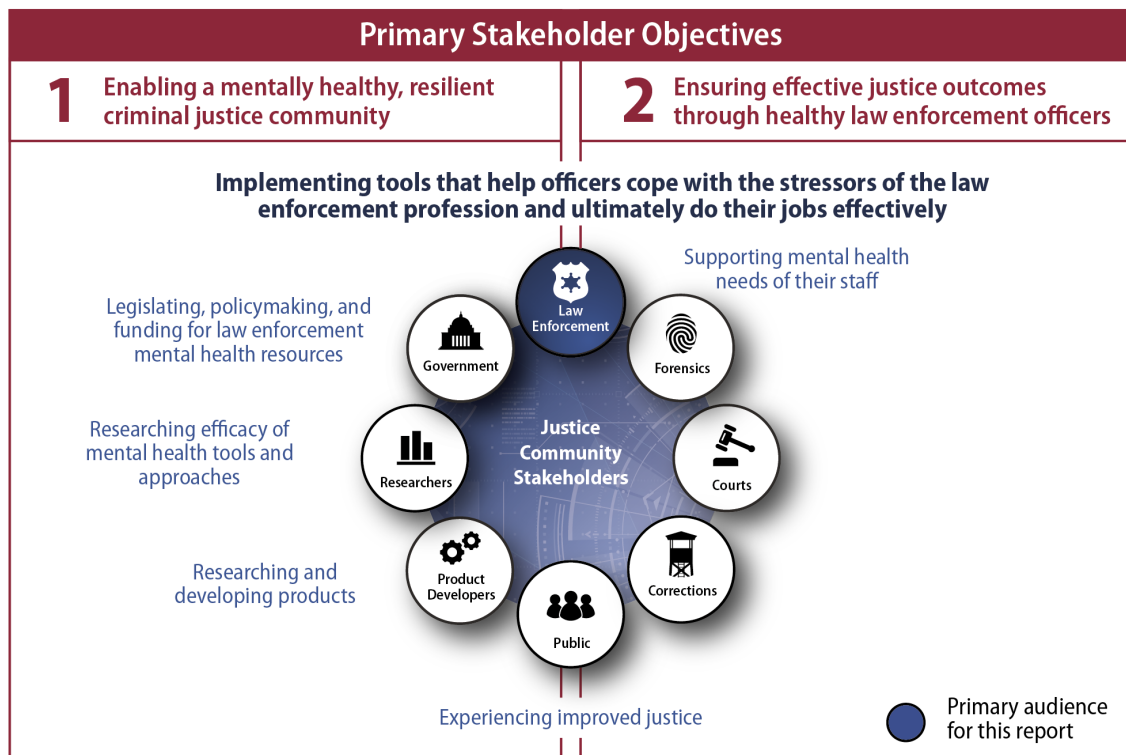 Primary Stakeholder Objectives
1
Enabling a mentally healthy, resilient
criminal justice community
2
Ensuring effective justice outcomes
through healthy law enforcement officers
Implementing tools that help officers cope with the stressors of the law
enforcement profession and ultimately do their jobs effectively
Law
Enforcement
Supporting mental health
needs of their staff
Legislating, policymaking, and
funding for law enforcement
mental health resources
Government
Forensics
Researching efficacy of
mental health tools and
approaches
Researchers
Justice
Community
Stakeholders
Courts
Researching and
developing products
Product
Developers
Corrections
Public
Experiencing improved justice
Primary audience
for this report